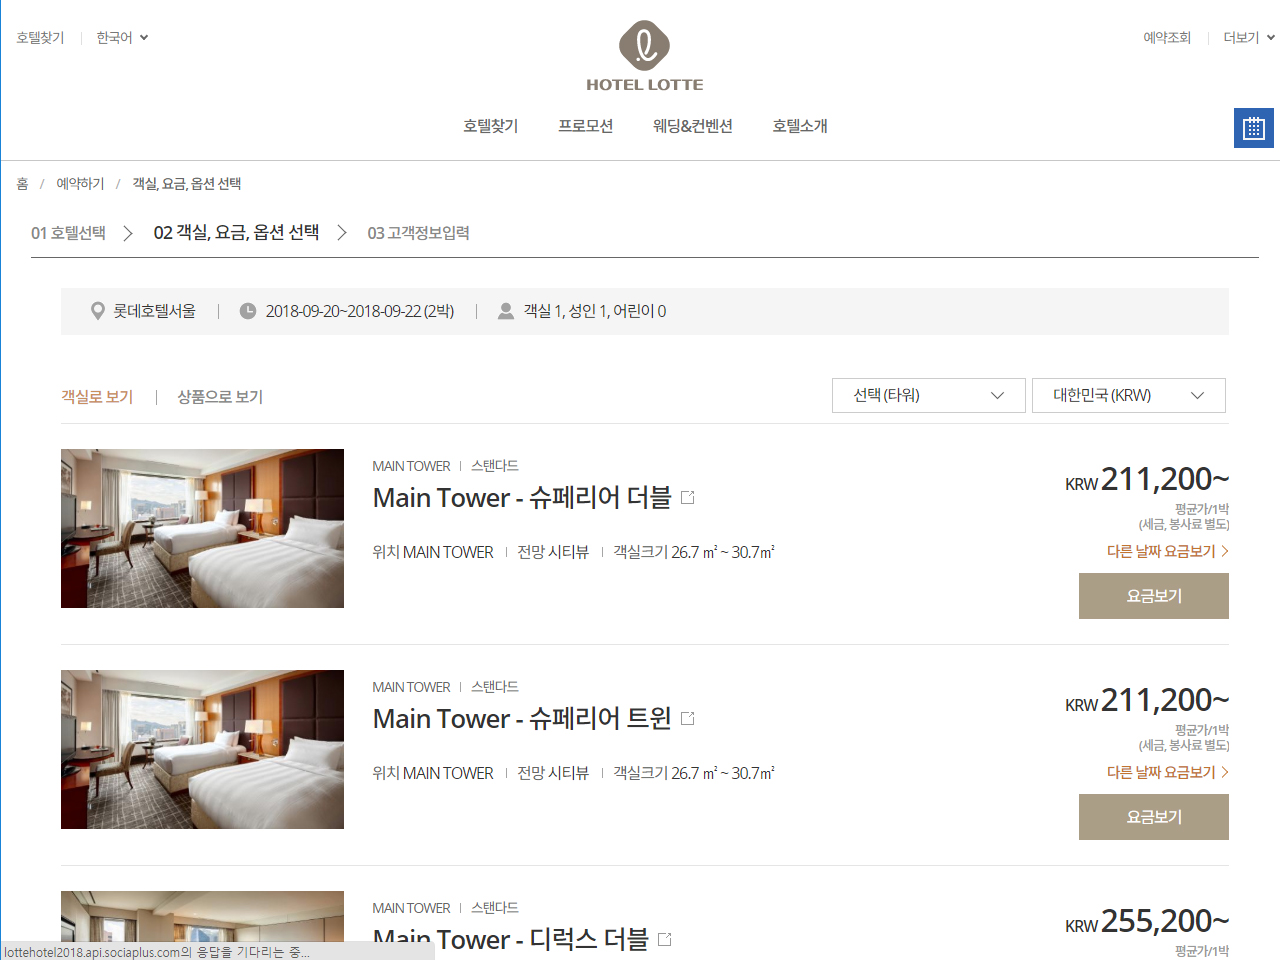 호텔찾기 한국어 예약조회 더보기
HOTEL LOTTE
호텔찾기 프로모션 웨딩&컨벤션 호텔소개
홈 / 예약하기 / 객실, 요금, 옵션 선택
01 호텔선택 02 객실, 요금, 옵션 선택 03 고객정보입력
롯데호텔서울 2018-09-20~2018-09-22 (2박) 객실 1, 성인 1, 어린이 0
객실로 보기 상품으로 보기 선택 (타워) 대한민국 (KRW)
MAIN TOWER 스탠다드
Main Tower - 슈페리어 더블
위치 MAIN TOWER 전망 시티뷰 객실크기 26.7 ㎡ ~ 30.7㎡
KRW 211,200~
평균가/1박
(세금, 봉사료 별도)
다른 날짜 요금보기
요금보기
MAIN TOWER 스탠다드
Main Tower - 슈페리어 트윈
위치 MAIN TOWER 전망 시티뷰 객실크기 26.7 ㎡ ~ 30.7㎡
KRW 211,200~
평균가/1박
(세금, 봉사료 별도)
다른 날짜 요금보기
요금보기
MAIN TOWER 스탠다드
Main Tower - 디럭스 더블
KRW 255,200~
평균가/1박
lottehotel2018.api.sociaplus.com의 응답을 기다리는 중...